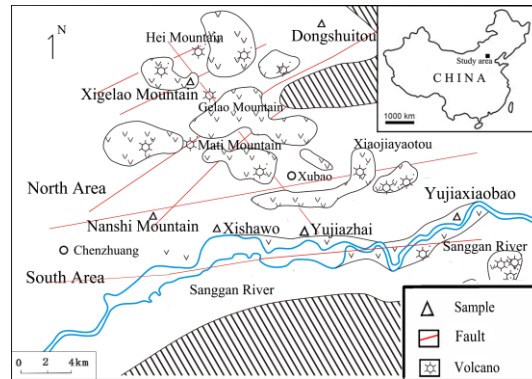 N
Hei Mountain
Dongshuitou
Study area
CHINA
1000 km
Xigelao Mountain
Gelao Mountain
Mati Mountain
Xiaojiayaotou
Xubao
North Area
Yujiaxiaobao
Nanshi Mountain
Xishawo
Yujiazhai
Chenzhuang
Sanggan River
South Area
Sanggan River
Sample
Fault
Volcano
0 2 4km